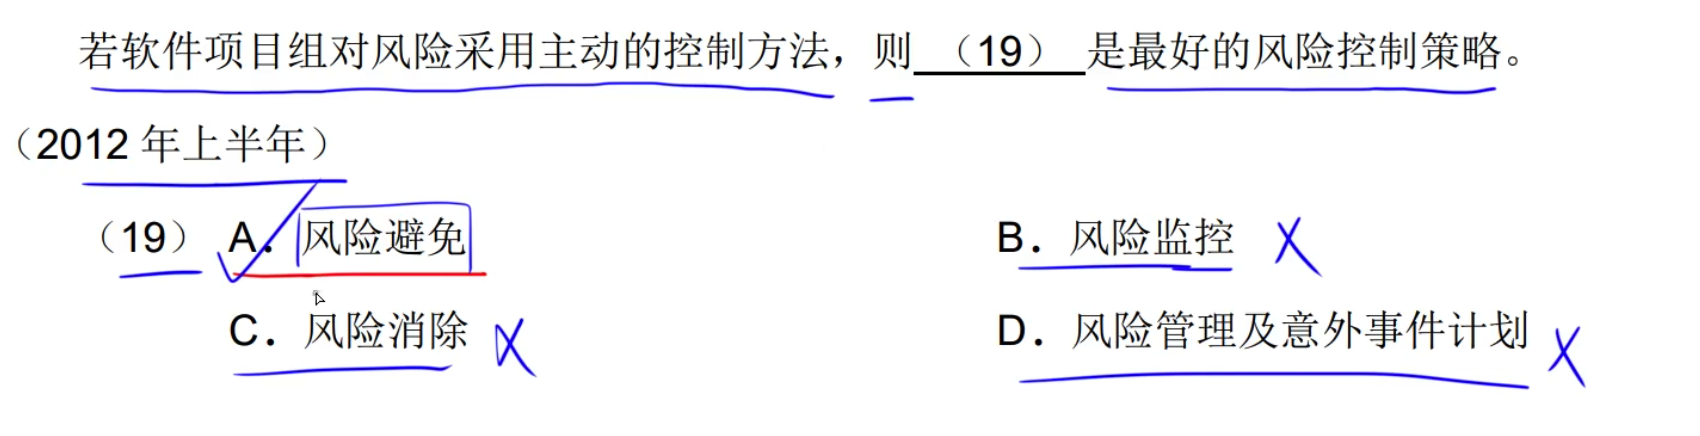 若软件项目组对风险采用主动的控制方法，则 （19） 是最好的风险控制策略。
（2012 年上半年）
（19） A．风险避免 B．风险监控
C．风险消除 D．风险管理及意外事件计划